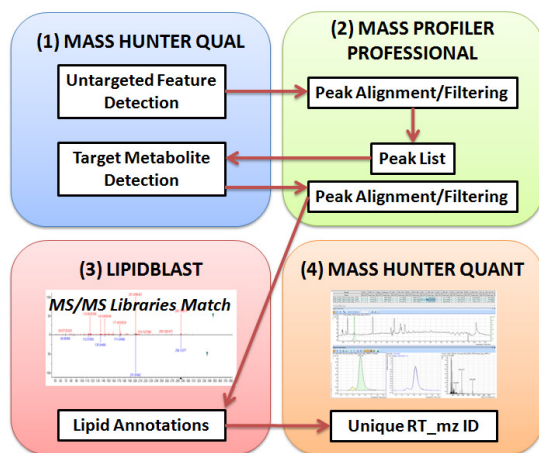 (1) MASS HUNTER QUAL
Untargeted Feature
Detection
Target Metabolite
Detection
(2) MASS PROFILER
PROFESSIONAL
Peak Alignment/Filtering
Peak List
Peak Alignment/Filtering
(3) LIPIDBLAST
MS/MS Libraries Match
Lipid Annotations
(4) MASS HUNTER QUANT
Unique RT_mz ID